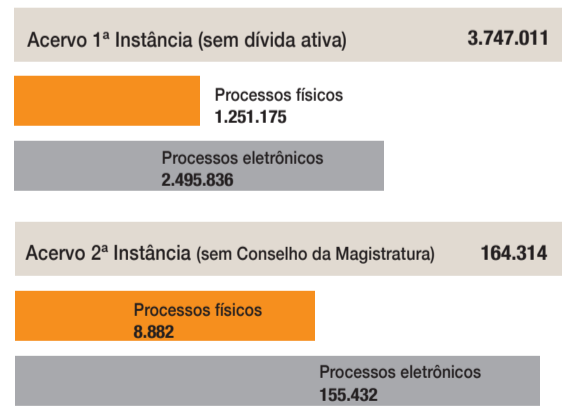 Acervo 1ª Instância (sem dívida ativa) 3.747.011
Processos físicos
1.251.175
Processos eletrônicos
2.495.836
Acervo 2ª Instância (sem Conselho da Magistratura) 164.314
Processos físicos
8.882
Processos eletrônicos
155.432